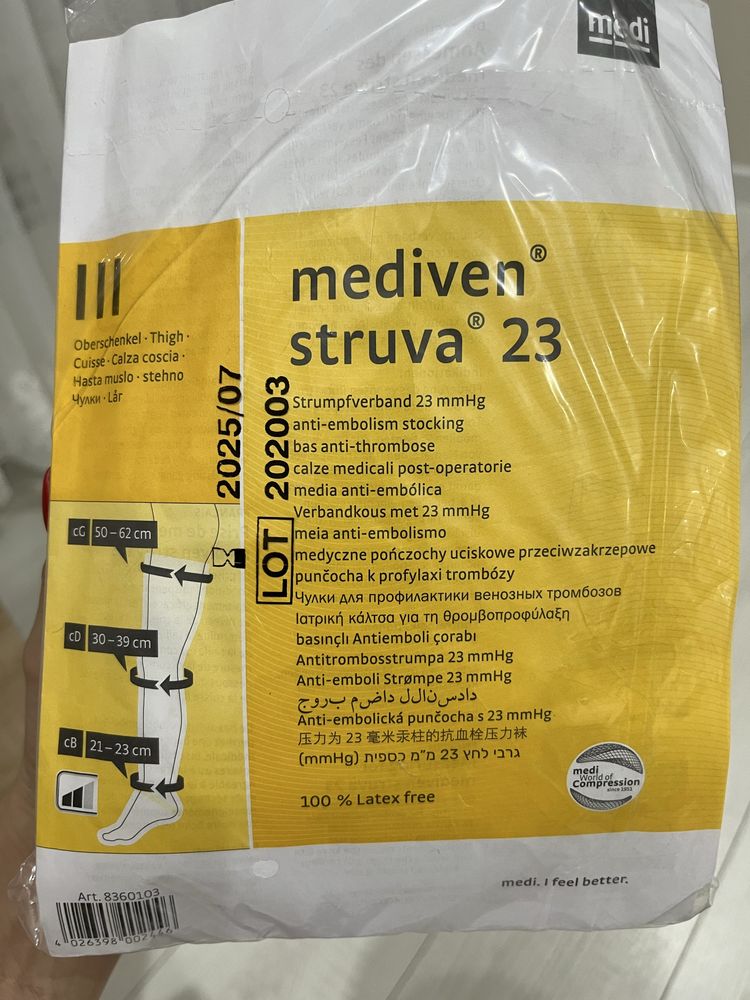 medi
III
Oberschenkel · Thigh ·
Cuisse · Calza coscia ·
Hasta muslo · stehno
Чулки · Lår
2025/07
LOT 202003
mediven®
struva® 23
Strumpfverband 23 mmHg
anti-embolism stocking
bas anti-thrombose
calze medicali post-operatorie
media anti-embólica
Verbandkous met 23 mmHg
meia anti-embolismo
medyczne pończochy uciskowe przeciwzakrzepowe
punčocha k profylaxi trombózy
Чулки для профилактики венозных тромбозов
Ιατρική κάλτσα για τη θρομβοπροφύλαξη
basınçlı Antiemboli çorabı
Antitrombosstrumpa 23 mmHg
Anti-emboli Strømpe 23 mmHg
جورب مضاد للانسداد
Anti-embolická punčocha s 23 mmHg
压力为 23 毫米汞柱的抗血栓压力袜
גרבי לחץ 23 מ"מ כספית (mmHg)
100 % Latex free
cG 50 – 62 cm
cD 30 – 39 cm
cB 21 – 23 cm
medi
World of
Compression
since 1951
medi. I feel better.
Art. 8360103
4 026398 002446